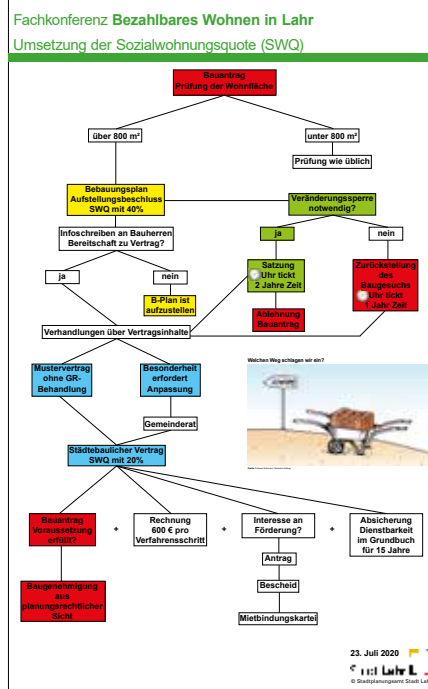 Fachkonferenz Bezahlbares Wohnen in Lahr
Umsetzung der Sozialwohnungsquote (SWQ)
Bauantrag
Prüfung der Wohnfläche
über 800 m²
unter 800 m²
Prüfung wie üblich
Bebauungsplan
Aufstellungsbeschluss
SWQ mit 40%
Veränderungssperre
notwendig?
Infoschreiben an Bauherren
Bereitschaft zu Vertrag?
ja
nein
ja
nein
B-Plan ist
aufzustellen
Satzung
Uhr tickt
2 Jahre Zeit
Zurückstellung
des
Baugesuchs
Uhr tickt
1 Jahr Zeit
Ablehnung
Bauantrag
Verhandlungen über Vertragsinhalte
Mustervertrag
ohne GR-
Behandlung
Besonderheit
erfordert
Anpassung
Welchen Weg schlagen wir ein?
Gemeinderat
Städtebaulicher Vertrag
SWQ mit 20%
Bauantrag
Voraussetzung
erfüllt?
+
Rechnung
600 € pro
Verfahrensschritt
+
Interesse an
Förderung?
+
Absicherung
Dienstbarkeit
im Grundbuch
für 15 Jahre
Antrag
Baugenehmigung
aus
planungsrechtlicher
Sicht
Bescheid
Mietbindungskartei
23. Juli 2020
Stadt Lahr
© Stadtplanungsamt Stadt Lah